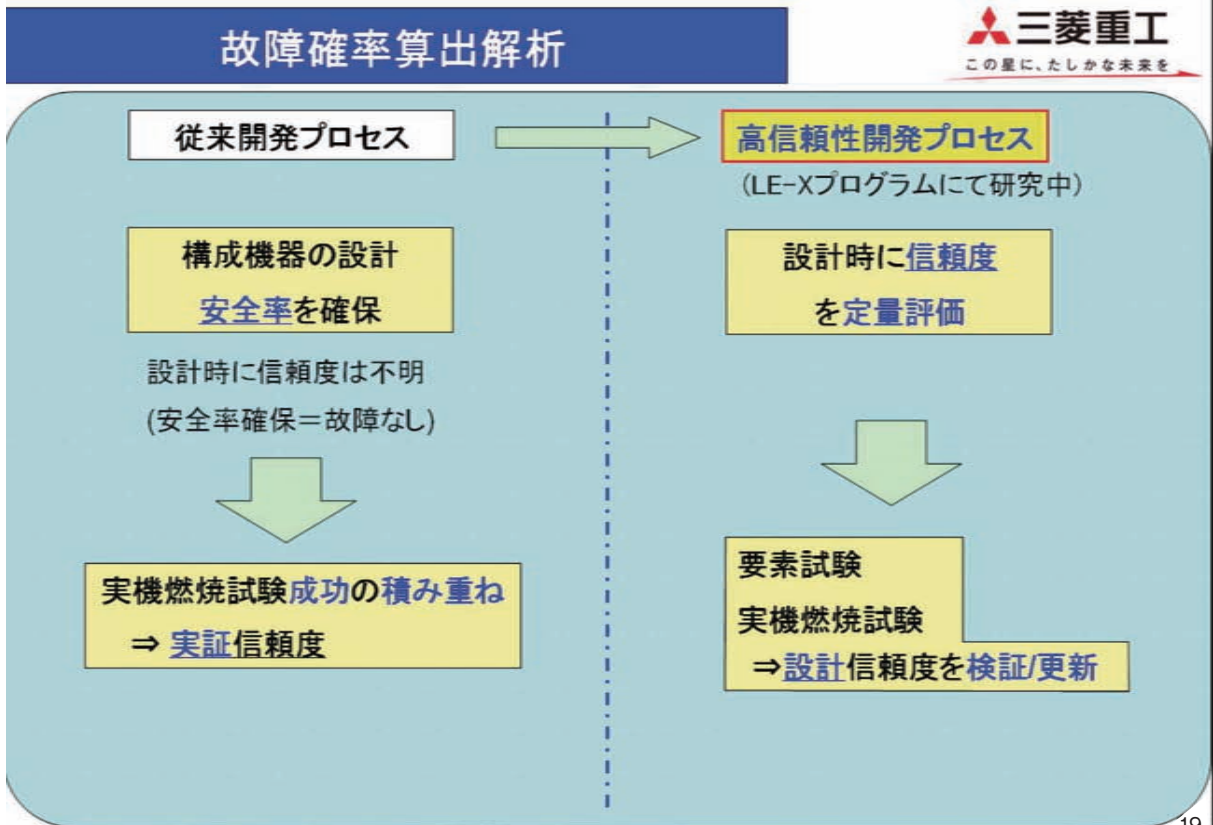 故障確率算出解析
三菱重工
この星に、たしかな未来を
従来開発プロセス
高信頼性開発プロセス
(LE-Xプログラムにて研究中)
構成機器の設計
安全率を確保
設計時に信頼度は不明
(安全率確保＝故障なし)
実機燃焼試験成功の積み重ね
⇒ 実証信頼度
設計時に信頼度
を定量評価
要素試験
実機燃焼試験
⇒設計信頼度を検証/更新
19